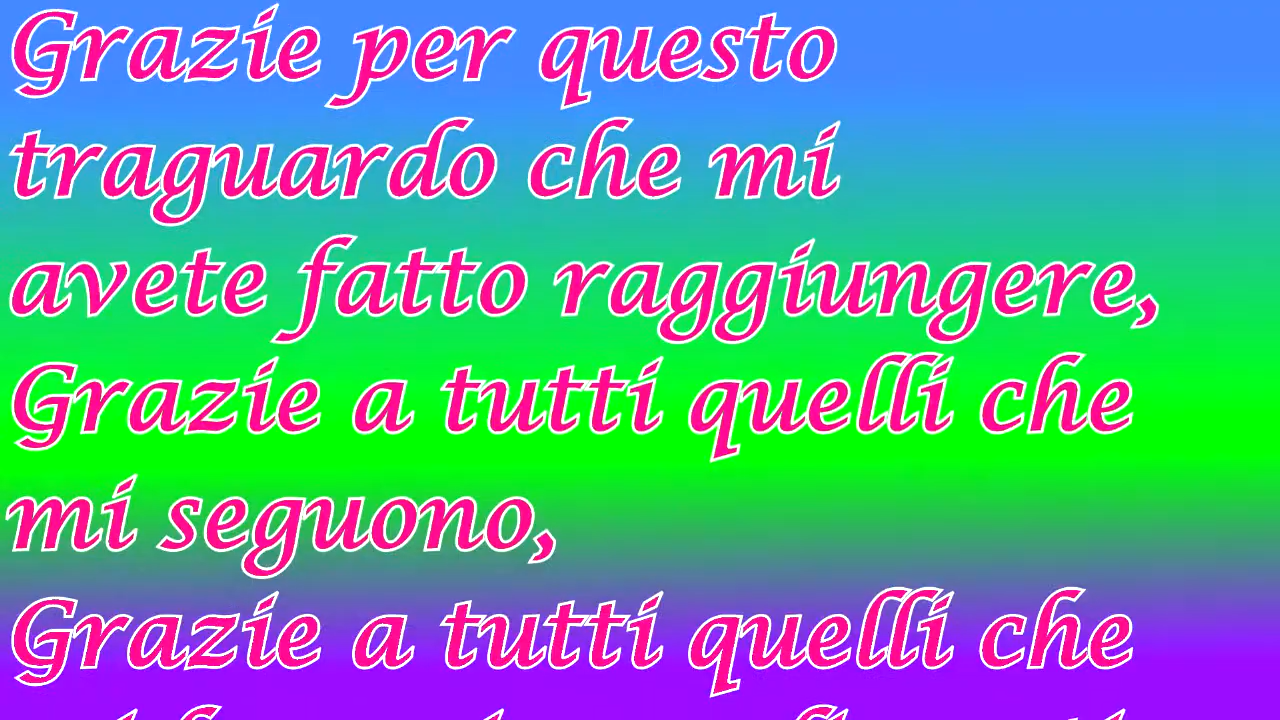 Grazie per questo
traguardo che mi
avete fatto raggiungere,
Grazie a tutti quelli che
mi seguono,
Grazie a tutti quelli che